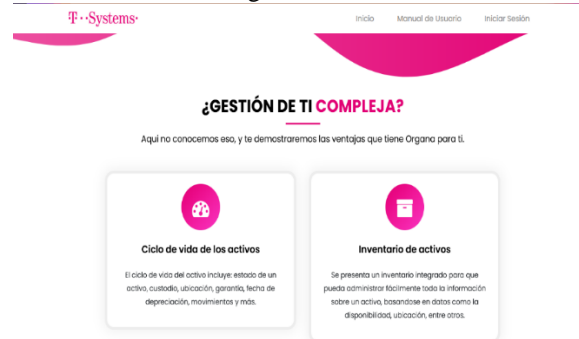 T··Systems·
Inicio Manual de Usuario Iniciar Sesión
¿GESTIÓN DE TI COMPLEJA?
Aquí no conocemos eso, y te demostraremos las ventajas que tiene Organa para ti.
Ciclo de vida de los activos
El ciclo de vida del activo incluye: estado de un
activo, custodio, ubicación, garantía, fecha de
depreciación, movimientos y más.
Inventario de activos
Se presenta un inventario integrado para que
pueda administrar fácilmente toda la información
sobre un activo, basandose en datos como la
disponibilidad, ubicación, entre otros.